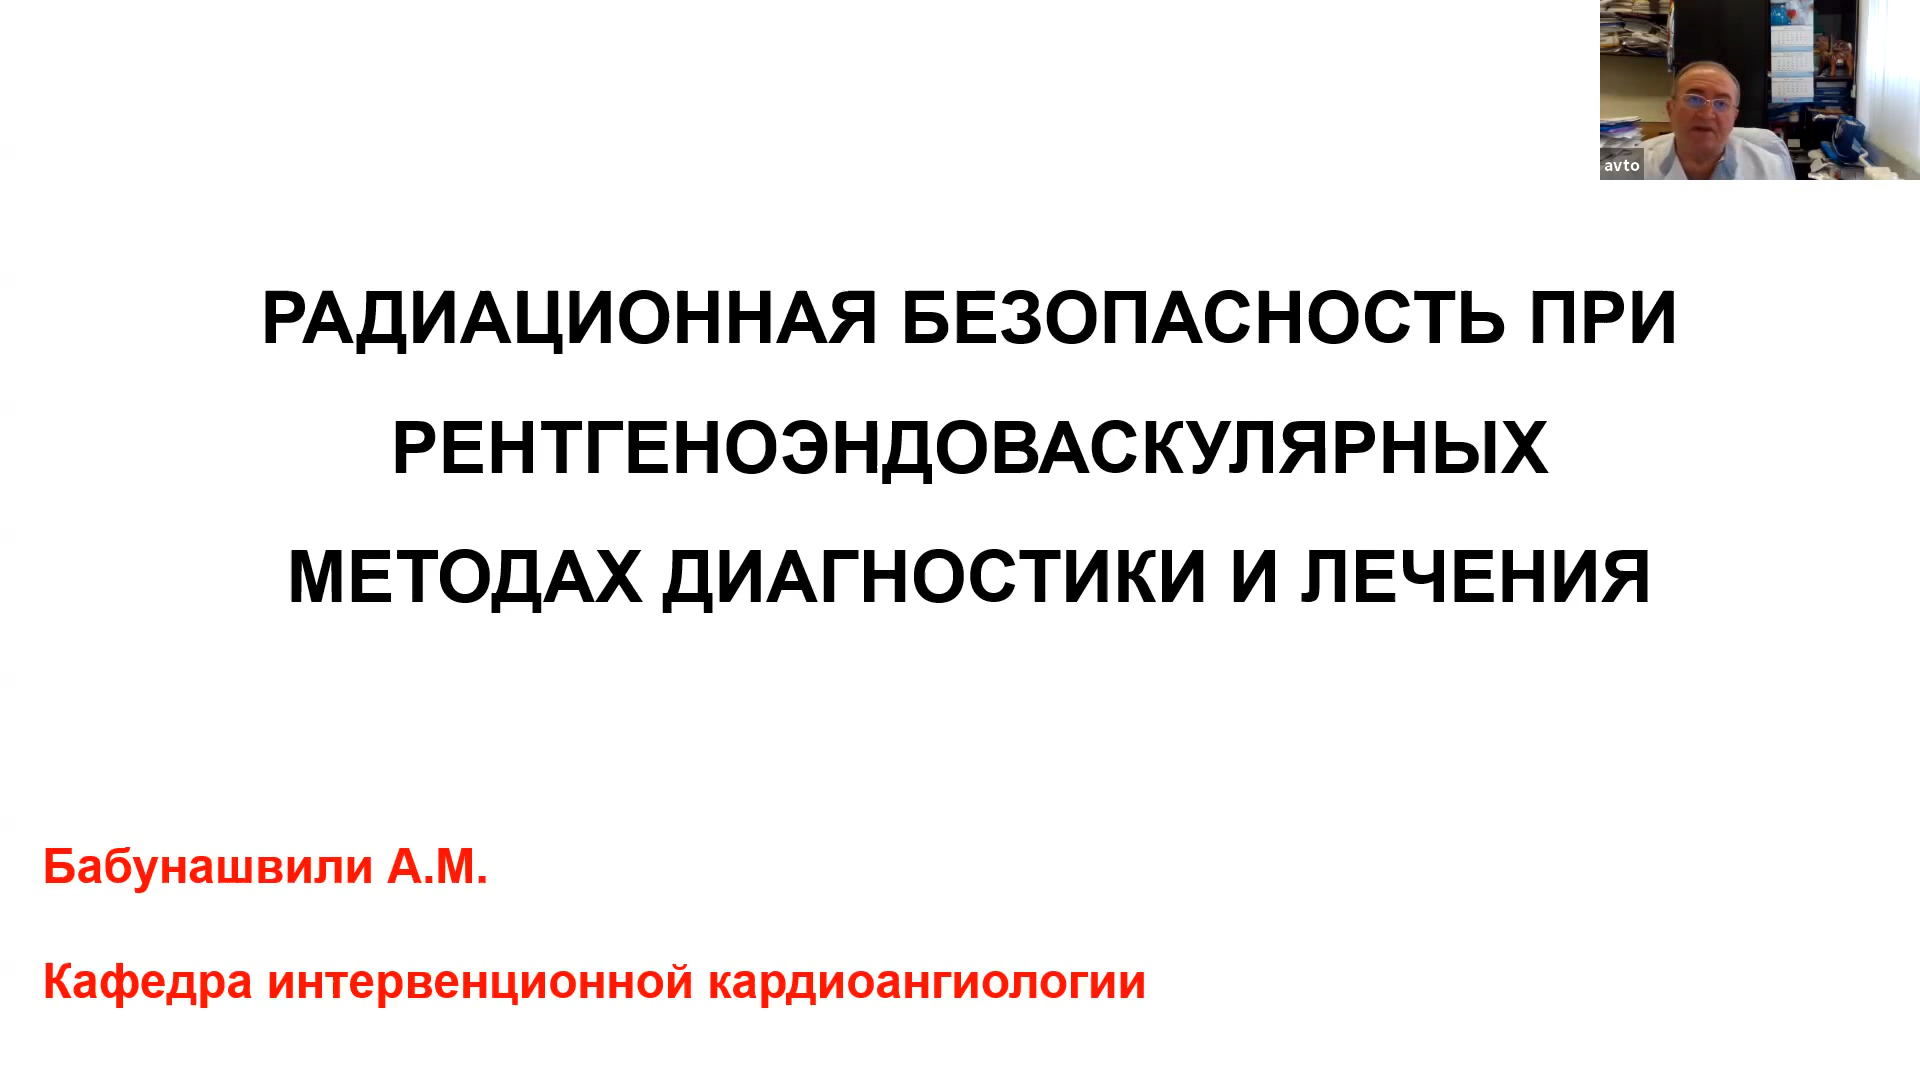 avto
РАДИАЦИОННАЯ БЕЗОПАСНОСТЬ ПРИ
РЕНТГЕНОЭНДОВАСКУЛЯРНЫХ
МЕТОДАХ ДИАГНОСТИКИ И ЛЕЧЕНИЯ
Бабунашвили А.М.
Кафедра интервенционной кардиоангиологии